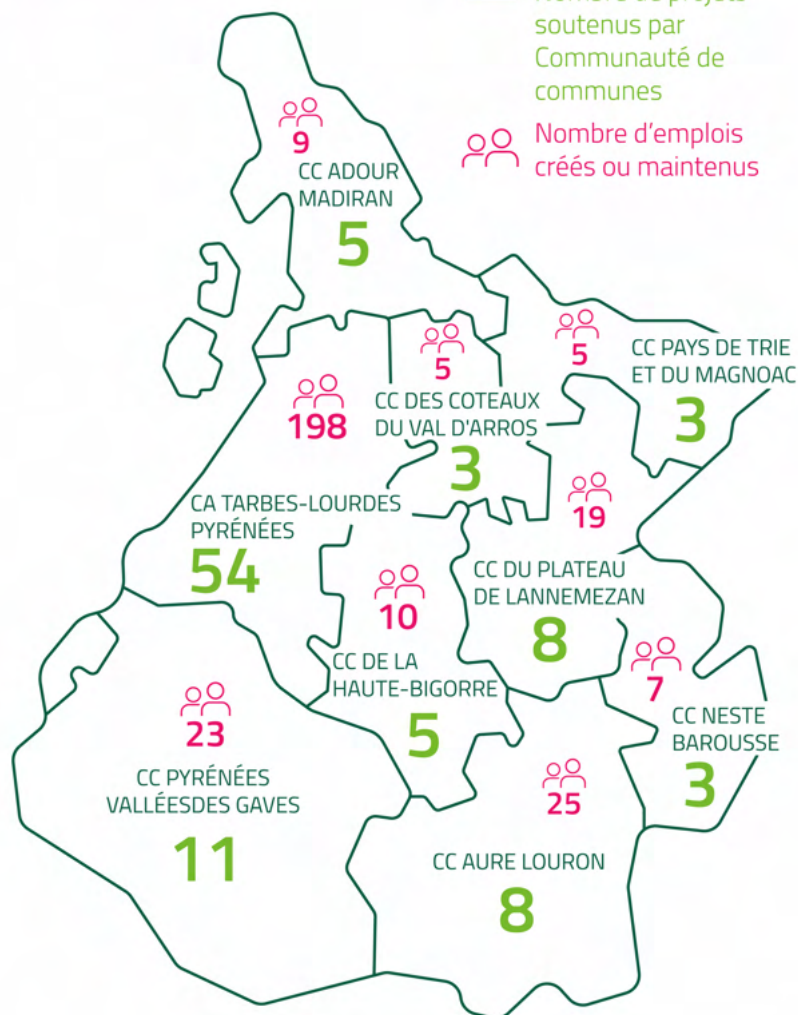 Nombre de projets
soutenus par
Communauté de
communes
Nombre d'emplois
créés ou maintenus
9
CC ADOUR
MADIRAN
5
5
CC DES COTEAUX
DU VAL D'ARROS
3
5
CC PAYS DE TRIE
ET DU MAGNOAC
3
198
CA TARBES-LOURDES
PYRÉNÉES
54
19
CC DU PLATEAU
DE LANNEMEZAN
8
10
CC DE LA
HAUTE-BIGORRE
5
7
CC NESTE
BAROUSSE
3
23
CC PYRÉNÉES
VALLÉESDES GAVES
11
25
CC AURE LOURON
8